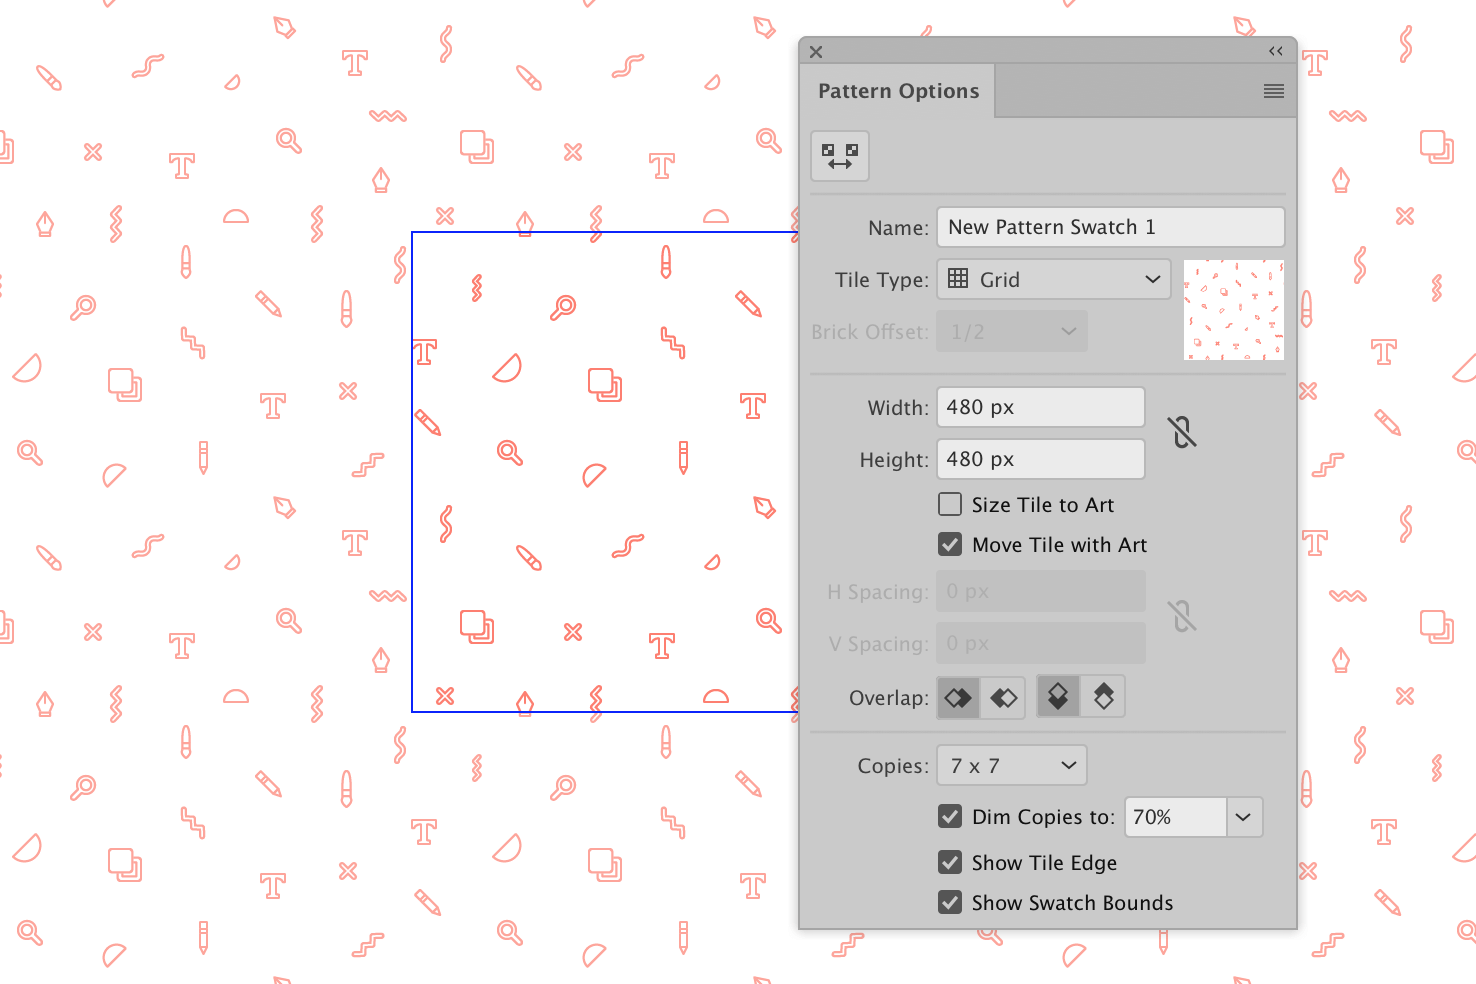 Pattern Options
Name: New Pattern Swatch 1
Tile Type: Grid
Brick Offset: 1/2
Width: 480 px
Height: 480 px
Size Tile to Art
Move Tile with Art
H Spacing: 0 px
V Spacing: 0 px
Overlap:
Copies: 7 x 7
Dim Copies to: 70%
Show Tile Edge
Show Swatch Bounds